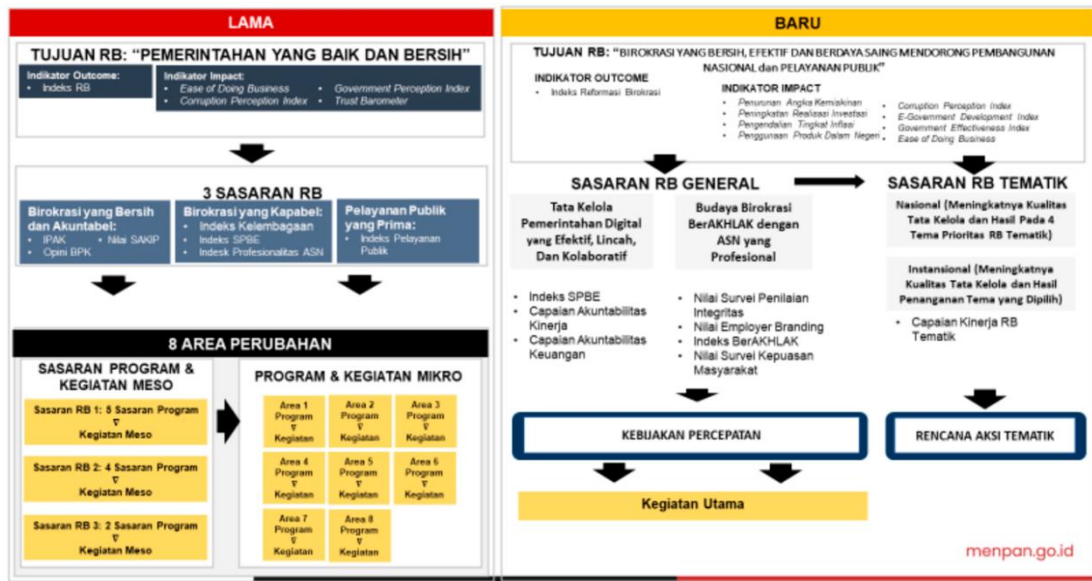 LAMA
TUJUAN RB: “PEMERINTAHAN YANG BAIK DAN BERSIH”
Indikator Outcome:
• Indeks RB
Indikator Impact:
• Ease of Doing Business
• Corruption Perception Index
• Government Perception Index
• Trust Barometer
3 SASARAN RB
Birokrasi yang Bersih
dan Akuntabel:
• IPAK
• Nilai SAKIP
• Opini BPK
Birokrasi yang Kapabel:
• Indeks Kelembagaan
• Indeks SPBE
• Indesk Profesionalitas ASN
Pelayanan Publik
yang Prima:
• Indeks Pelayanan
Publik
8 AREA PERUBAHAN
SASARAN PROGRAM &
KEGIATAN MESO
Sasaran RB 1: 5 Sasaran Program
∇
Kegiatan Meso
Sasaran RB 2: 4 Sasaran Program
∇
Kegiatan Meso
Sasaran RB 3: 2 Sasaran Program
∇
Kegiatan Meso
PROGRAM & KEGIATAN MIKRO
Area 1
Program
∇
Kegiatan
Area 2
Program
∇
Kegiatan
Area 3
Program
∇
Kegiatan
Area 4
Program
∇
Kegiatan
Area 5
Program
∇
Kegiatan
Area 6
Program
∇
Kegiatan
Area 7
Program
∇
Kegiatan
Area 8
Program
∇
Kegiatan
BARU
TUJUAN RB: “BIROKRASI YANG BERSIH, EFEKTIF DAN BERDAYA SAING MENDORONG PEMBANGUNAN
NASIONAL dan PELAYANAN PUBLIK”
INDIKATOR OUTCOME
• Indeks Reformasi Birokrasi
INDIKATOR IMPACT
• Penurunan Angka Kemiskinan
• Peningkatan Realisasi Investasi
• Pengendalian Tingkat Inflasi
• Penggunaan Produk Dalam Negeri
• Corruption Perception Index
• E-Government Development Index
• Government Effectiveness Index
• Ease of Doing Business
SASARAN RB GENERAL
Tata Kelola
Pemerintahan Digital
yang Efektif, Lincah,
Dan Kolaboratif
• Indeks SPBE
• Capaian Akuntabilitas
Kinerja
• Capaian Akuntabilitas
Keuangan
Budaya Birokrasi
BerAKHLAK dengan
ASN yang
Profesional
• Nilai Survei Penilaian
Integritas
• Nilai Employer Branding
• Indeks BerAKHLAK
• Nilai Survei Kepuasan
Masyarakat
SASARAN RB TEMATIK
Nasional (Meningkatnya Kualitas
Tata Kelola dan Hasil Pada 4
Tema Prioritas RB Tematik)
Instansional (Meningkatnya
Kualitas Tata Kelola dan Hasil
Penanganan Tema yang Dipilih)
• Capaian Kinerja RB
Tematik
KEBIJAKAN PERCEPATAN
RENCANA AKSI TEMATIK
Kegiatan Utama
menpan.go.id